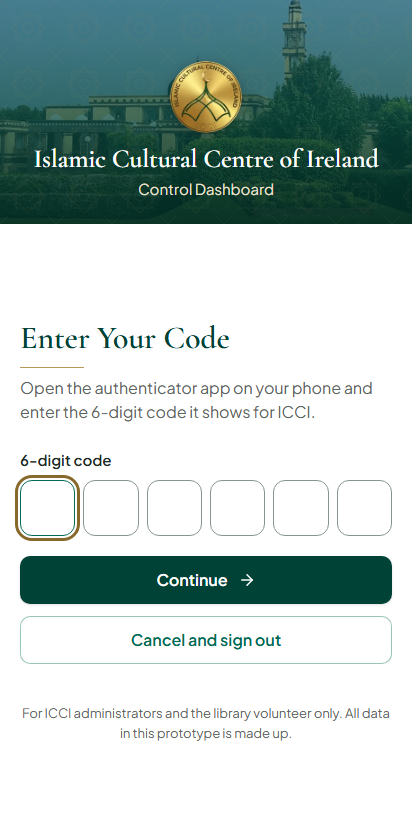 ISLAMIC CULTURAL CENTRE OF IRELAND
Islamic Cultural Centre of Ireland
Control Dashboard
Enter Your Code
Open the authenticator app on your phone and
enter the 6-digit code it shows for ICCI.
6-digit code
Continue →
Cancel and sign out
For ICCI administrators and the library volunteer only. All data
in this prototype is made up.